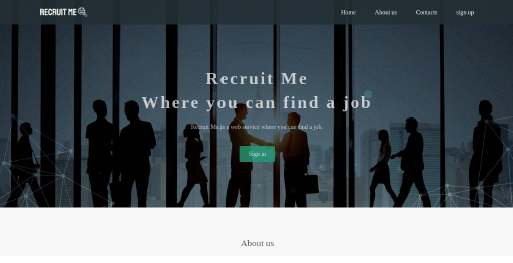 RECRUIT ME
Home About us Contacts sign up
Recruit Me
Where you can find a job
Recruit Me is a web service where you can find a job.
Sign in
About us